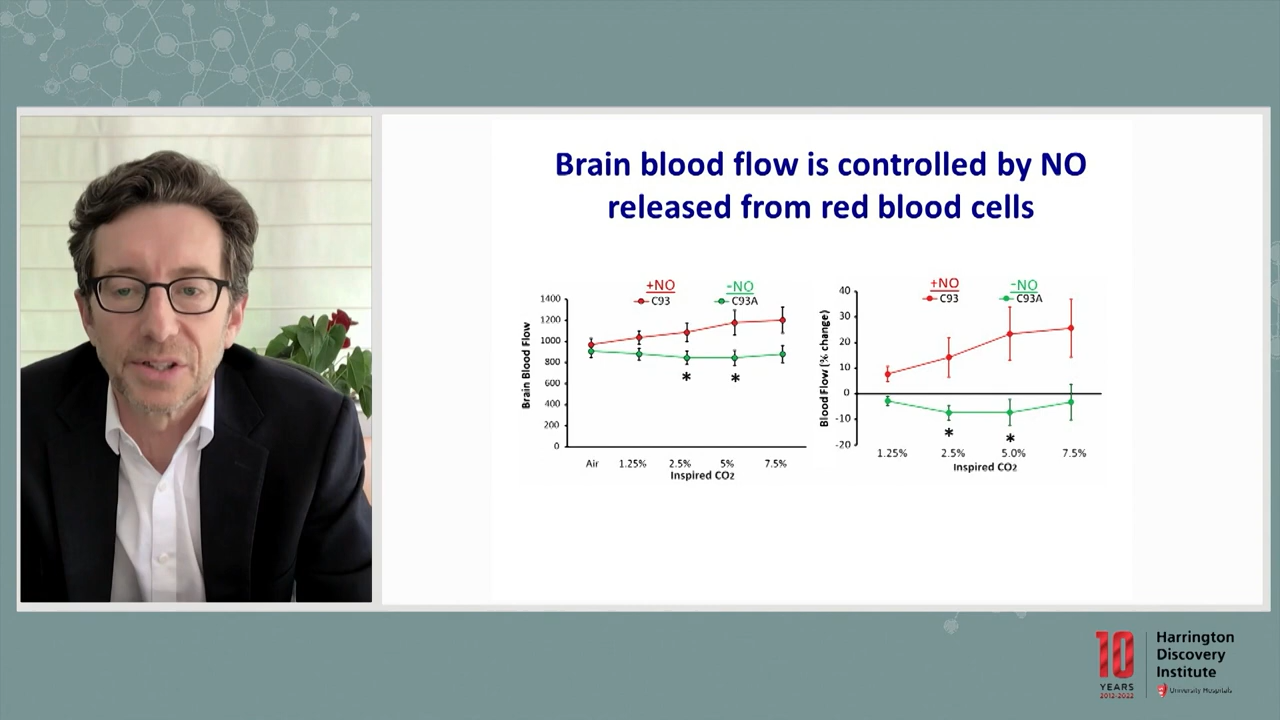 Brain blood flow is controlled by NO
released from red blood cells
+NO
-NO
C93
C93A
Brain Blood Flow
1400
1200
1000
800
600
400
200
0
Air 1.25% 2.5% 5% 7.5%
Inspired CO2
* *
+NO
-NO
C93
C93A
Blood Flow (% change)
40
30
20
10
0
-10
-20
1.25% 2.5% 5.0% 7.5%
Inspired CO2
* *
10
YEARS
2012-2022
Harrington
Discovery
Institute
University Hospitals